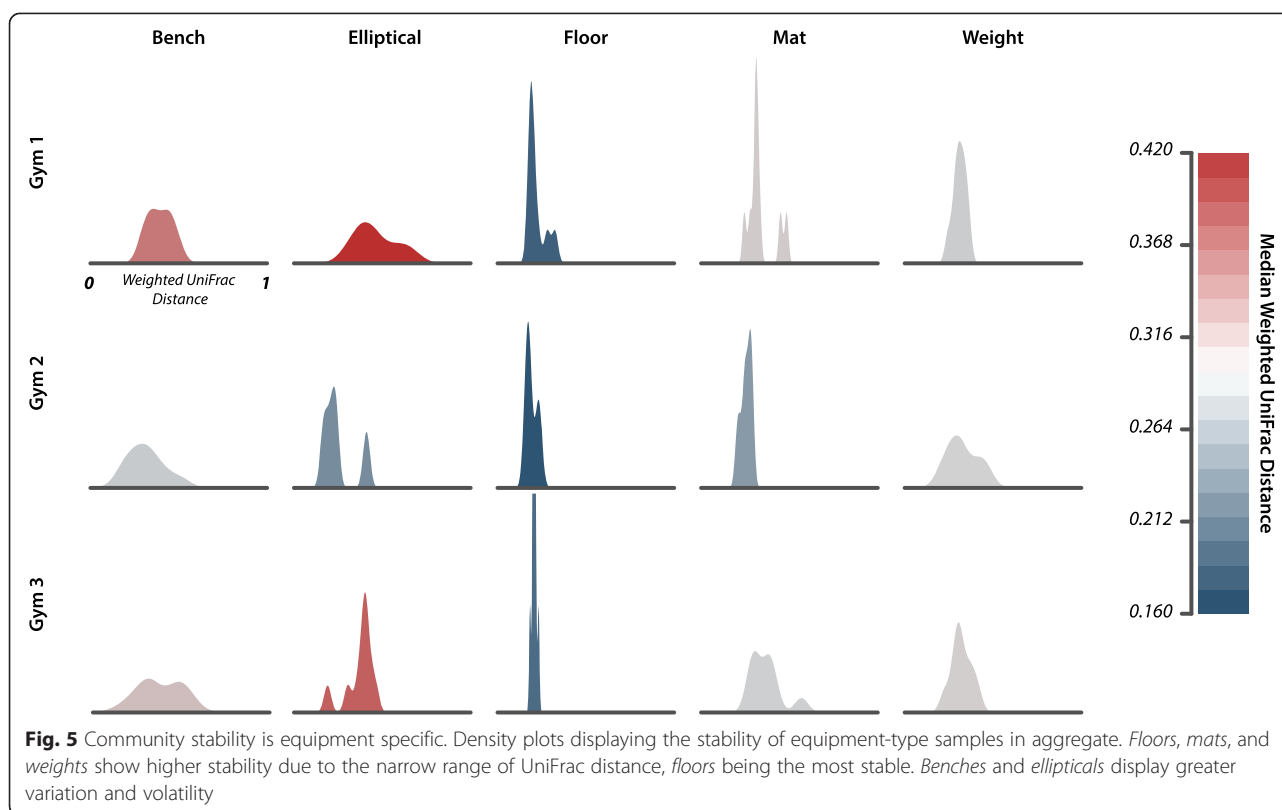 Bench Elliptical Floor Mat Weight
Gym 1
0 Weighted UniFrac 1
Distance
Gym 2
Gym 3
0.420
0.368
0.316
0.264
0.212
0.160
Median Weighted UniFrac Distance
Fig. 5 Community stability is equipment specific. Density plots displaying the stability of equipment-type samples in aggregate. Floors, mats, and
weights show higher stability due to the narrow range of UniFrac distance, floors being the most stable. Benches and ellipticals display greater
variation and volatility